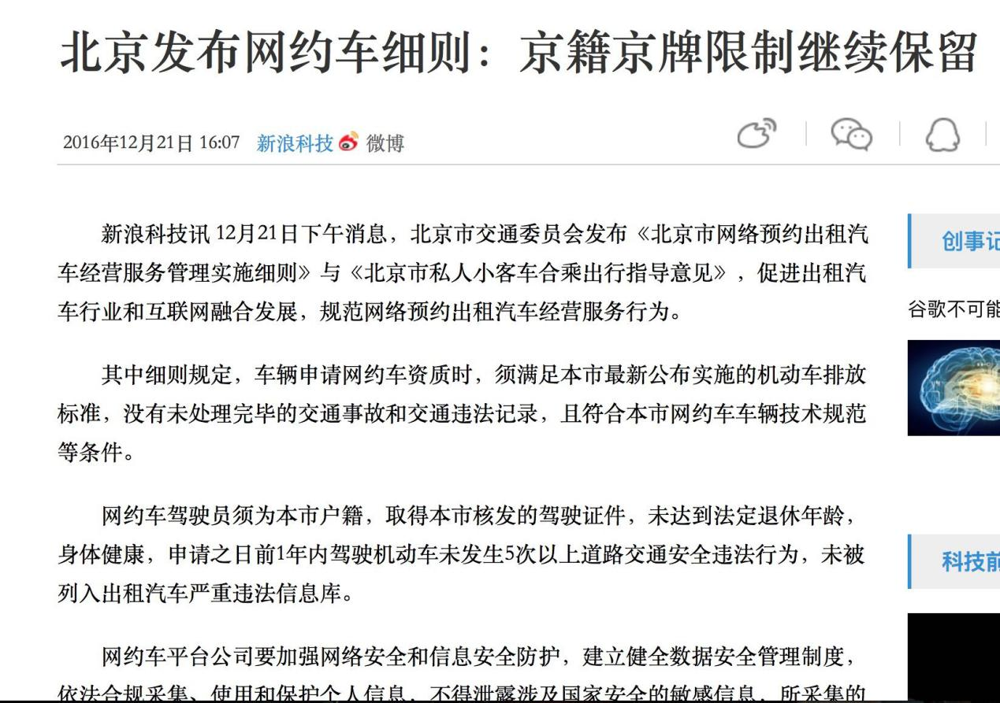 北京发布网约车细则：京籍京牌限制继续保留
2016年12月21日 16:07 新浪科技 微博
新浪科技讯 12月21日下午消息，北京市交通委员会发布《北京市网络预约出租汽
车经营服务管理实施细则》与《北京市私人小客车合乘出行指导意见》，促进出租汽
车行业和互联网融合发展，规范网络预约出租汽车经营服务行为。
其中细则规定，车辆申请网约车资质时，须满足本市最新公布实施的机动车排放
标准，没有未处理完毕的交通事故和交通违法记录，且符合本市网约车车辆技术规范
等条件。
网约车驾驶员须为本市户籍，取得本市核发的驾驶证件，未达到法定退休年龄，
身体健康，申请之日前1年内驾驶机动车未发生5次以上道路交通安全违法行为，未被
列入出租汽车严重违法信息库。
网约车平台公司要加强网络安全和信息安全防护，建立健全数据安全管理制度，
依法合规采集、使用和保护个人信息，不得泄露涉及国家安全的敏感信息，所采集的
创事记
谷歌不可能
科技前